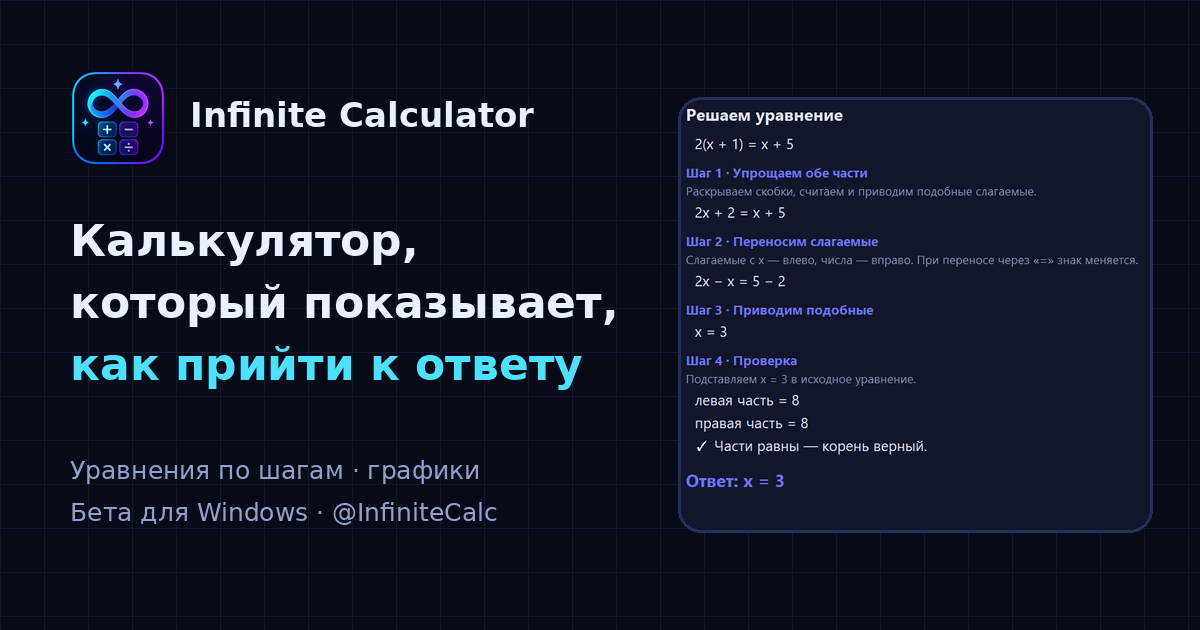 Infinite Calculator
Калькулятор,
который показывает,
как прийти к ответу
Уравнения по шагам · графики
Бета для Windows · @InfiniteCalc
Решаем уравнение
2(x + 1) = x + 5
Шаг 1 · Упрощаем обе части
Раскрываем скобки, считаем и приводим подобные слагаемые.
2x + 2 = x + 5
Шаг 2 · Переносим слагаемые
Слагаемые с x — влево, числа — вправо. При переносе через «=» знак меняется.
2x − x = 5 − 2
Шаг 3 · Приводим подобные
x = 3
Шаг 4 · Проверка
Подставляем x = 3 в исходное уравнение.
левая часть = 8
правая часть = 8
✓ Части равны — корень верный.
Ответ: x = 3